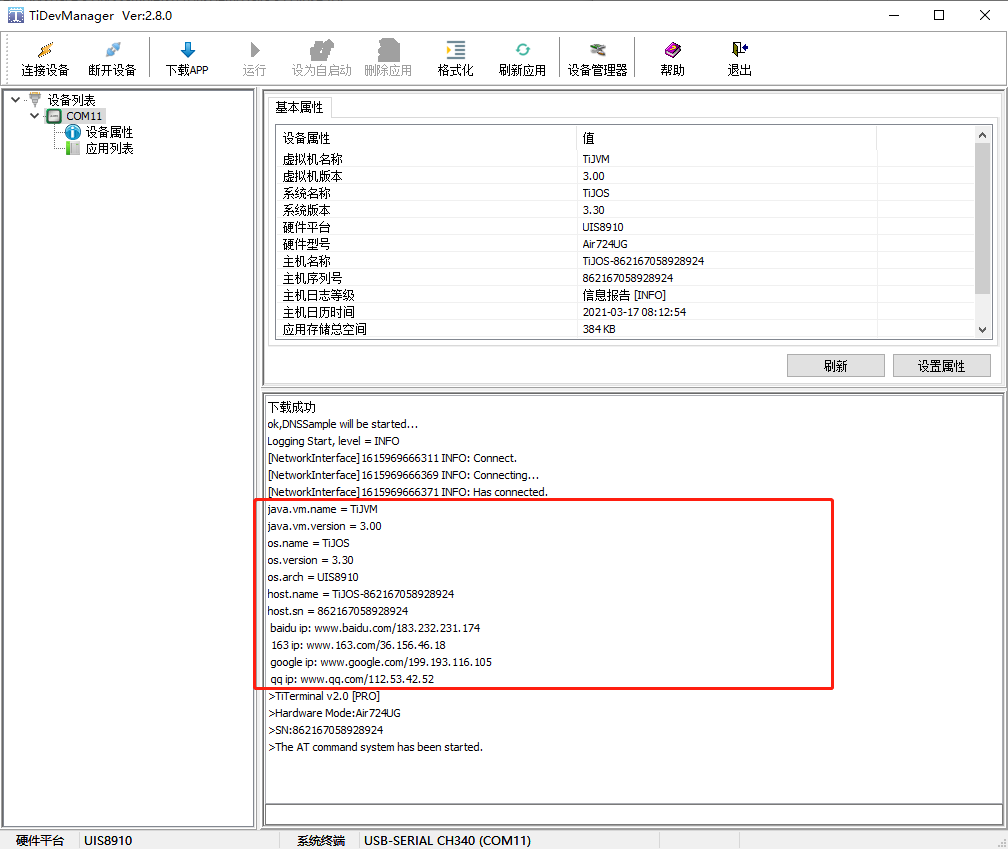 TiDevManager Ver:2.8.0
连接设备 断开设备 下载APP 运行 设为自启动 删除应用 格式化 刷新应用 设备管理器 帮助 退出
设备列表
COM11
设备属性
应用列表
基本属性
设备属性 值
虚拟机名称 TiJVM
虚拟机版本 3.00
系统名称 TiJOS
系统版本 3.30
硬件平台 UIS8910
硬件型号 Air724UG
主机名称 TiJOS-862167058928924
主机序列号 862167058928924
主机日志等级 信息报告 [INFO]
主机日历时间 2021-03-17 08:12:54
应用存储总空间 384 KB
刷新 设置属性
下载成功
ok,DNSSample will be started...
Logging Start, level = INFO
[NetworkInterface]1615969666311 INFO: Connect.
[NetworkInterface]1615969666369 INFO: Connecting...
[NetworkInterface]1615969666371 INFO: Has connected.
java.vm.name = TiJVM
java.vm.version = 3.00
os.name = TiJOS
os.version = 3.30
os.arch = UIS8910
host.name = TiJOS-862167058928924
host.sn = 862167058928924
baidu ip: www.baidu.com/183.232.231.174
163 ip: www.163.com/36.156.46.18
google ip: www.google.com/199.193.116.105
qq ip: www.qq.com/112.53.42.52
>TiTerminal v2.0 [PRO]
>Hardware Mode:Air724UG
>SN:862167058928924
>The AT command system has been started.
硬件平台 UIS8910 系统终端 USB-SERIAL CH340 (COM11)